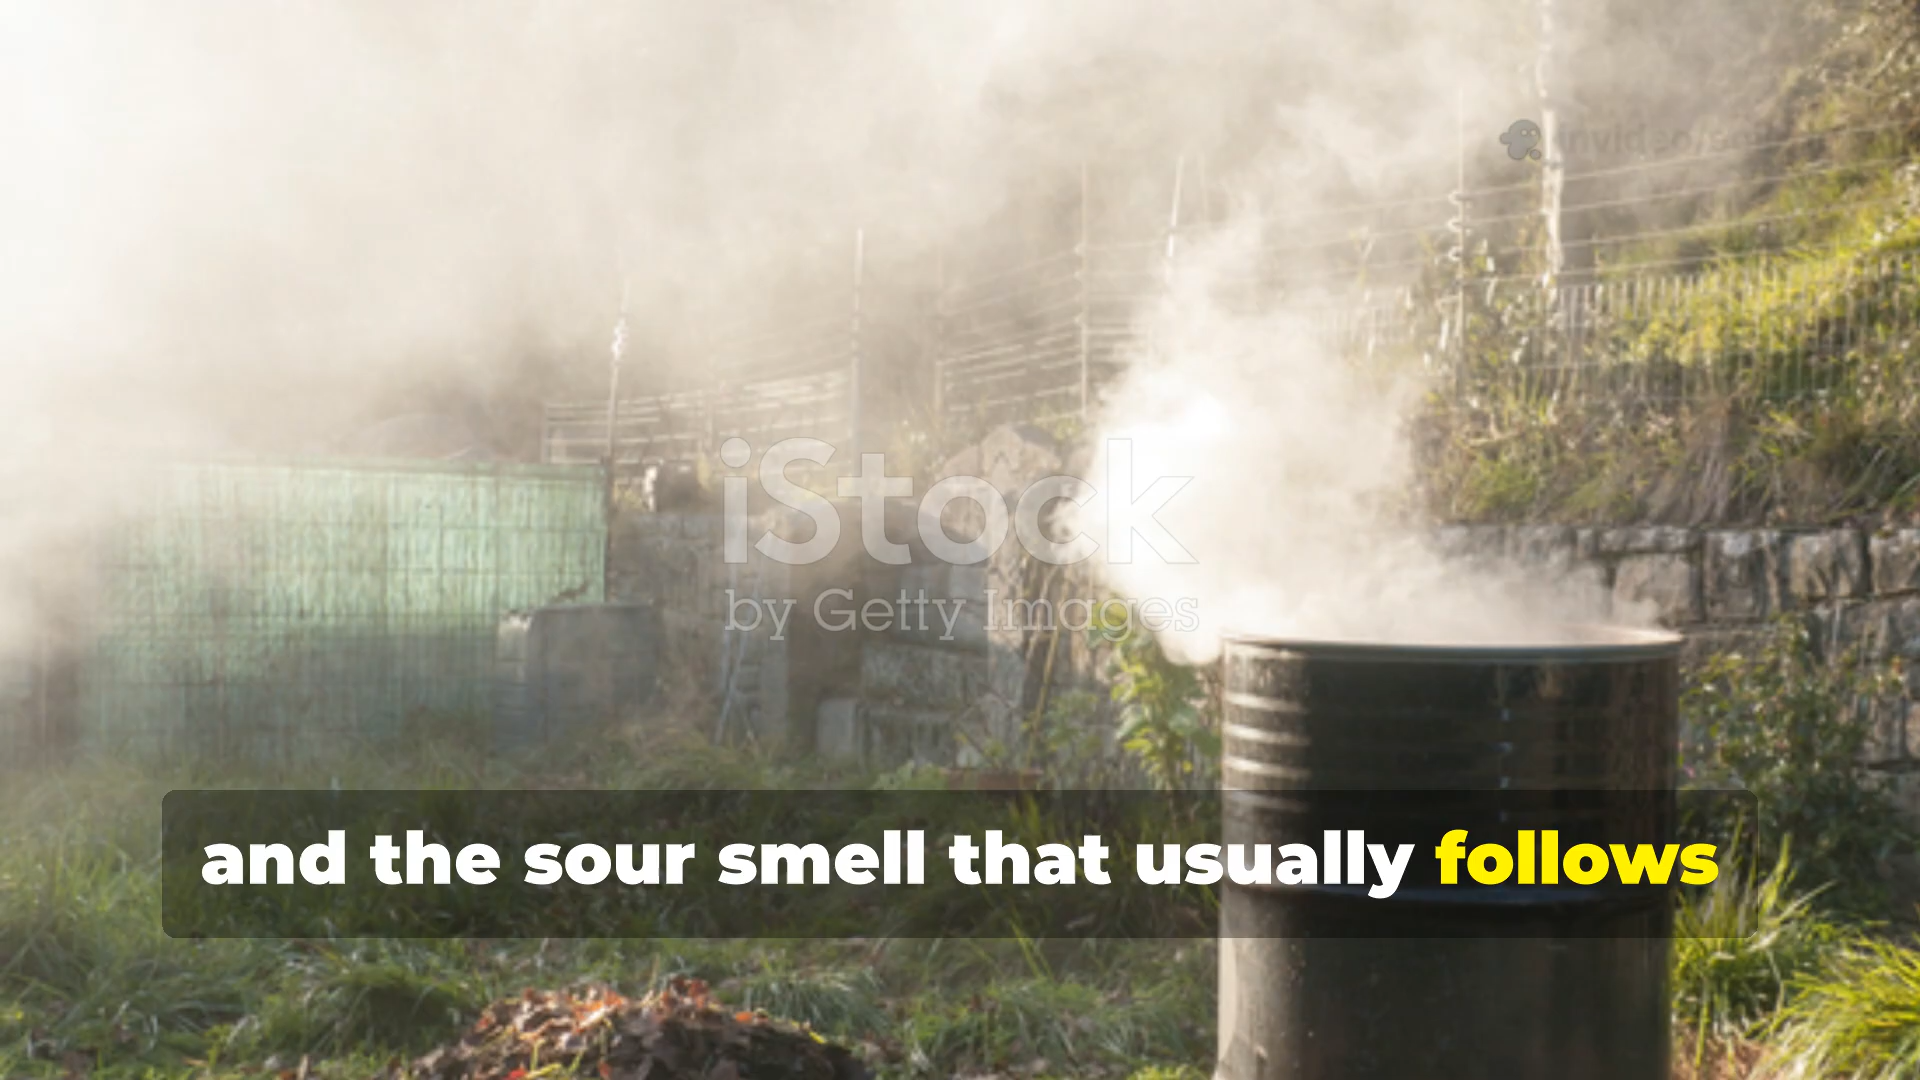 iStock
by Getty Images
and the sour smell that usually follows